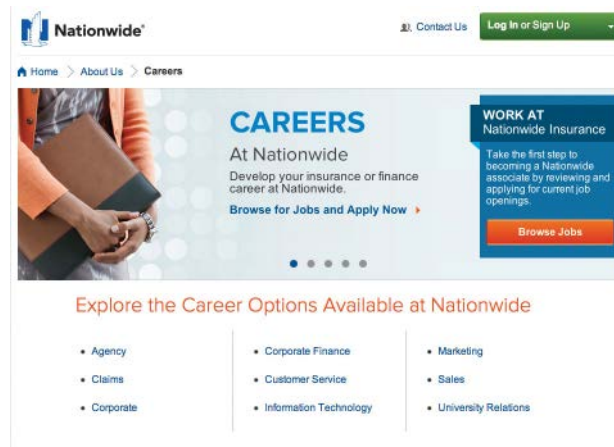 Nationwide®
Contact Us
Log In or Sign Up
Home > About Us > Careers
CAREERS
At Nationwide
Develop your insurance or finance
career at Nationwide.
Browse for Jobs and Apply Now
WORK AT
Nationwide Insurance
Take the first step to
becoming a Nationwide
associate by reviewing and
applying for current job
openings.
Browse Jobs
Explore the Career Options Available at Nationwide
• Agency
• Claims
• Corporate
• Corporate Finance
• Customer Service
• Information Technology
• Marketing
• Sales
• University Relations